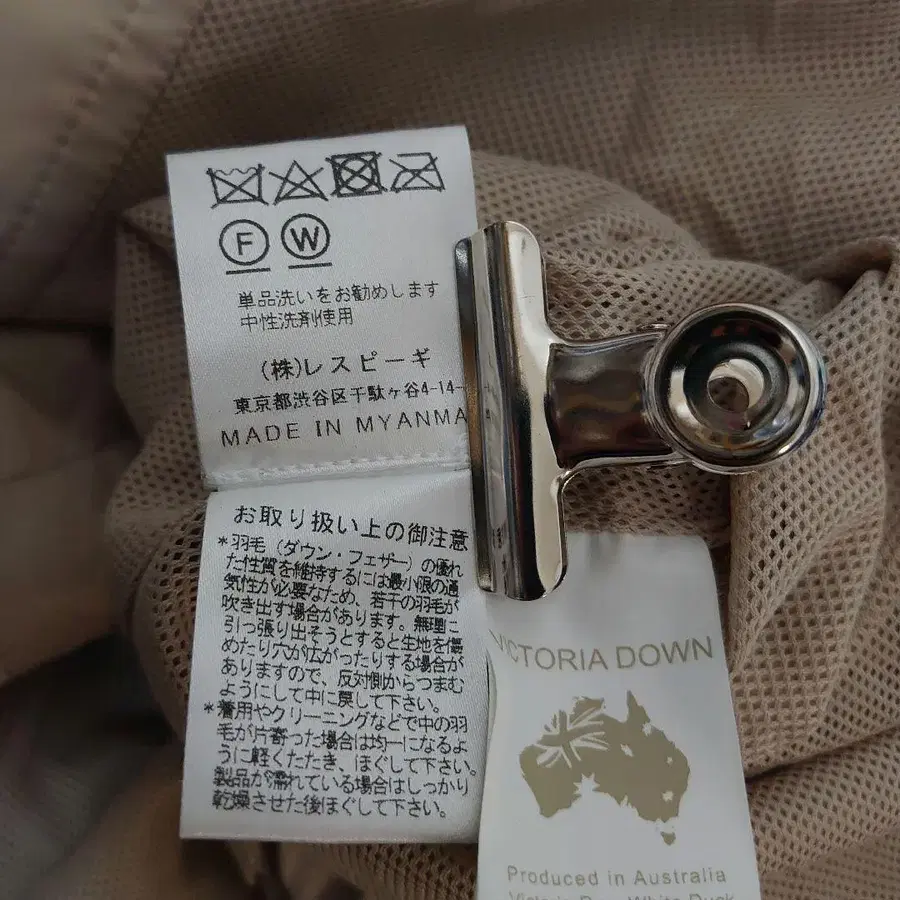 F W
単品洗いをお勧めします
中性洗剤使用
(株)レスピーギ
東京都渋谷区千駄ヶ谷4-14-
MADE IN MYANMA
お取り扱い上の御注意
*羽毛(ダウン・フェザー)の優れ
た性質を維持するには最小限の通
気性が必要なため、若干の羽毛が
吹き出す場合があります。無理に
引っ張り出そうとすると生地を傷
めたり穴が広がったりする場合が
ありますので、反対側からつまむ
ようにして中に戻して下さい。
*着用やクリーニングなどで中の羽
毛が片寄った場合は均一になるよ
うに軽くたたき、ほぐして下さい。
製品が濡れている場合はしっかり
乾燥させた後ほぐして下さい。
VICTORIA DOWN
Produced in Australia
White Duck